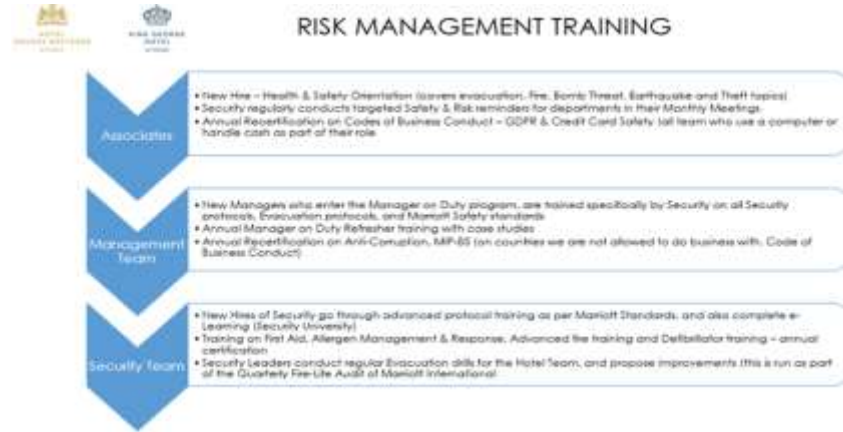 RISK MANAGEMENT TRAINING
KING GEORGE
HOTEL
Associates
• New Hire – Health & Safety Orientation (covers evacuation, Fire, Bomb Threat, Earthquake and Theft topics)
• Security regularly conducts targeted Safety & Risk reminders for departments in their Monthly Meetings
• Annual Recertification on Codes of Business Conduct – GDPR & Credit Card Safety (all team who use a computer or
handle cash as part of their role
Management
Team
• New Managers who enter the Manager on Duty program, are trained specifically by Security on all Security
protocols, Evacuation protocols, and Marriott Safety standards
• Annual Manager on Duty Refresher training with case studies
• Annual Recertification on Anti-Corruption, MIP-85 (on countries we are not allowed to do business with, Code of
Business Conduct)
Security Team
• New Hires of Security go through advanced protocol training as per Marriott Standards, and also complete e-
Learning (Security University)
• Training on First Aid, Allergen Management & Response, Advanced fire training and Defibrillator training – annual
certification
• Security Leaders conduct regular Evacuation drills for the Hotel Team, and propose improvements (this is run as part
of the Quarterly Fire-Life Audit of Marriott International